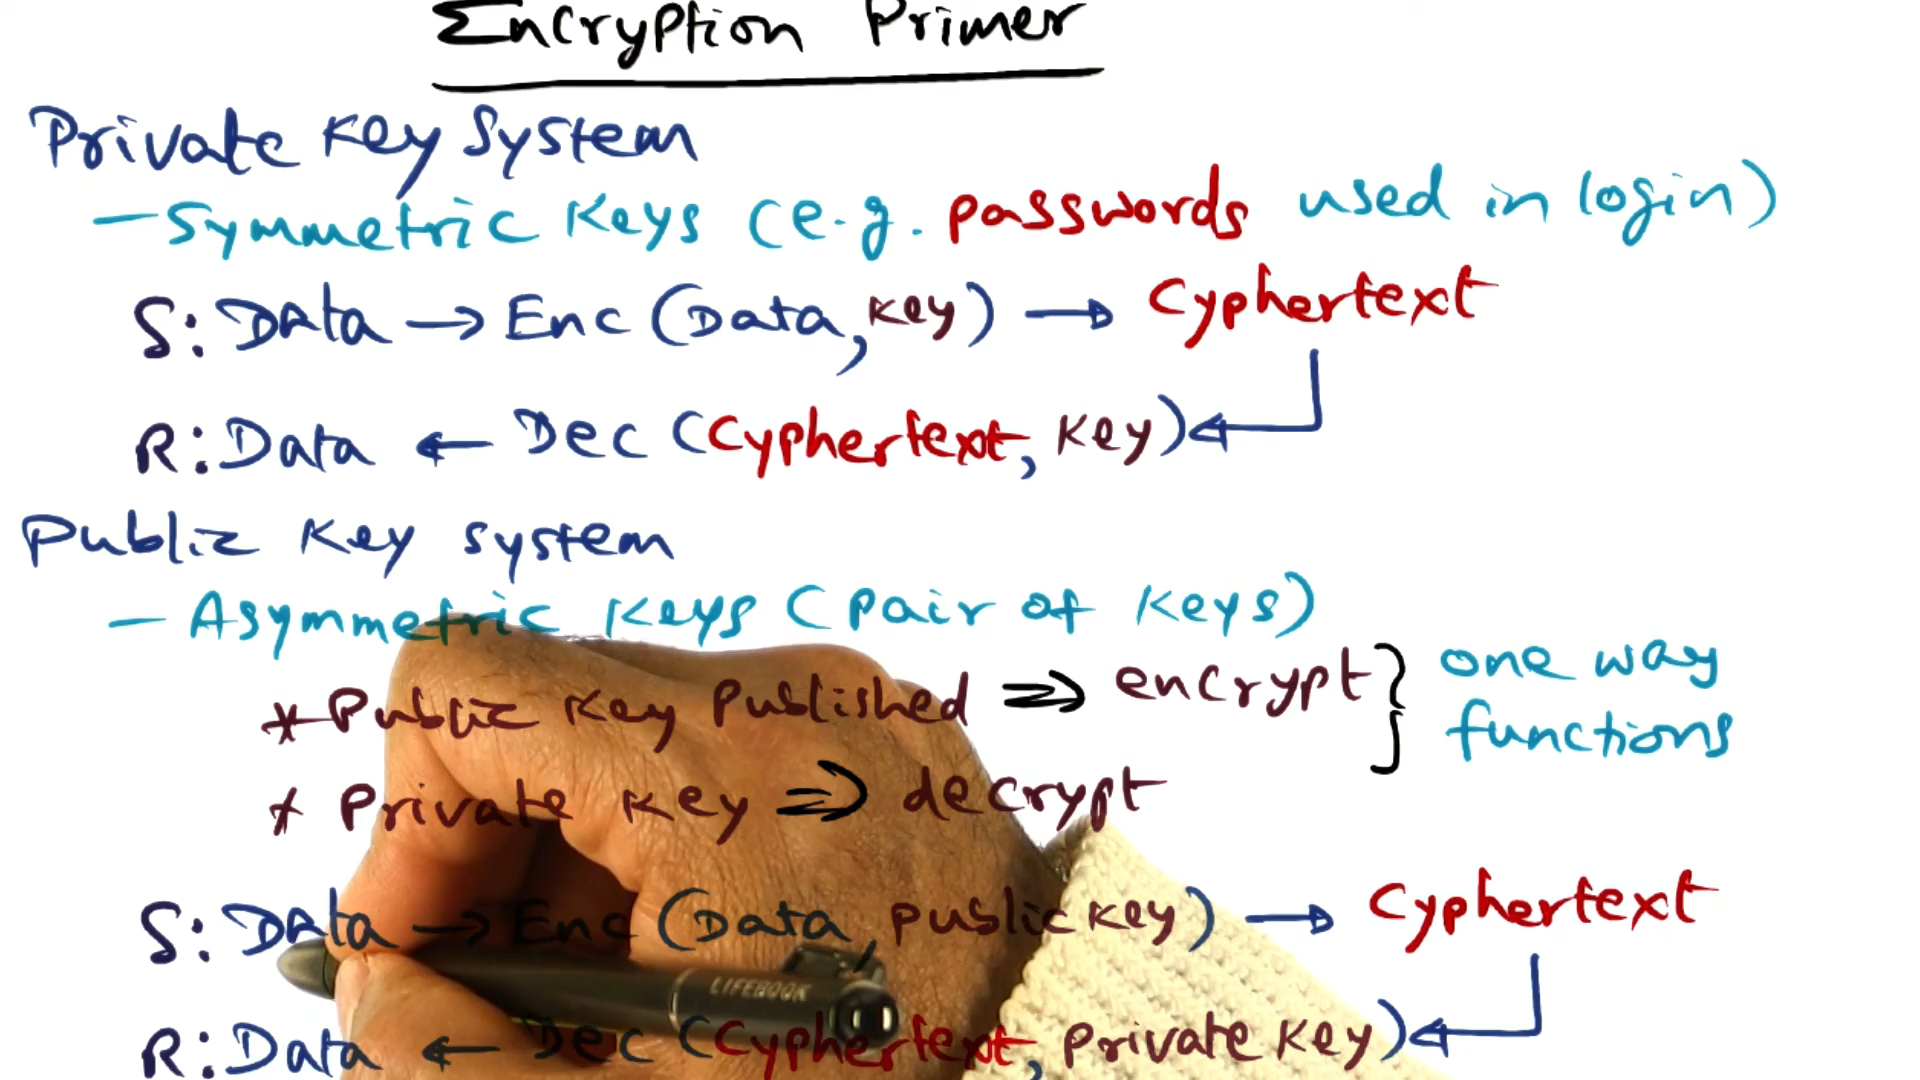 Encryption Primer
Private Key System
- Symmetric Keys (e.g. passwords used in login)
S: Data → Enc (Data, Key) → Cyphertext
R: Data ← Dec (Cyphertext, Key)
Public Key system
- Asymmetric Keys (pair of keys)
* Public Key Published ⇒ encrypt } one way functions
* Private Key ⇒ decrypt
S: Data → Enc (Data, public key) → Cyphertext
LIFEBOOK
R: Data ← Dec (Cyphertext, Private Key)